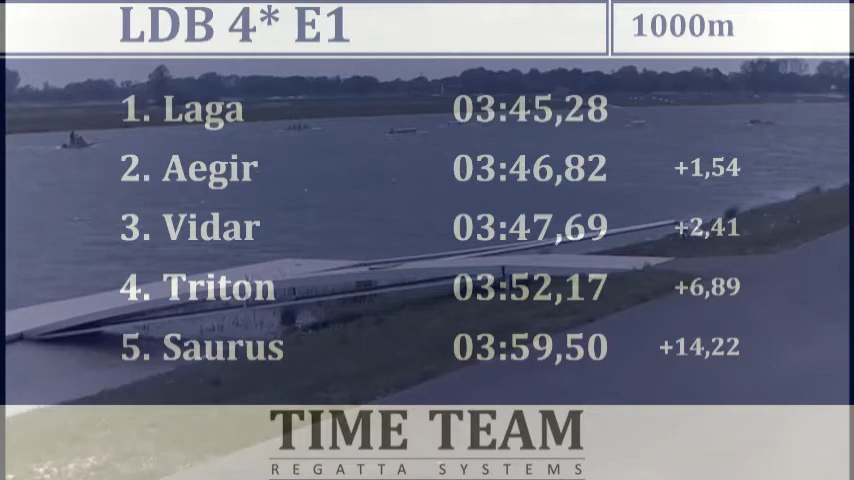 LDB 4* E1 1000m
1. Laga 03:45,28
2. Aegir 03:46,82 +1,54
3. Vidar 03:47,69 +2,41
4. Triton 03:52,17 +6,89
5. Saurus 03:59,50 +14,22
TIME TEAM
REGATTA SYSTEMS